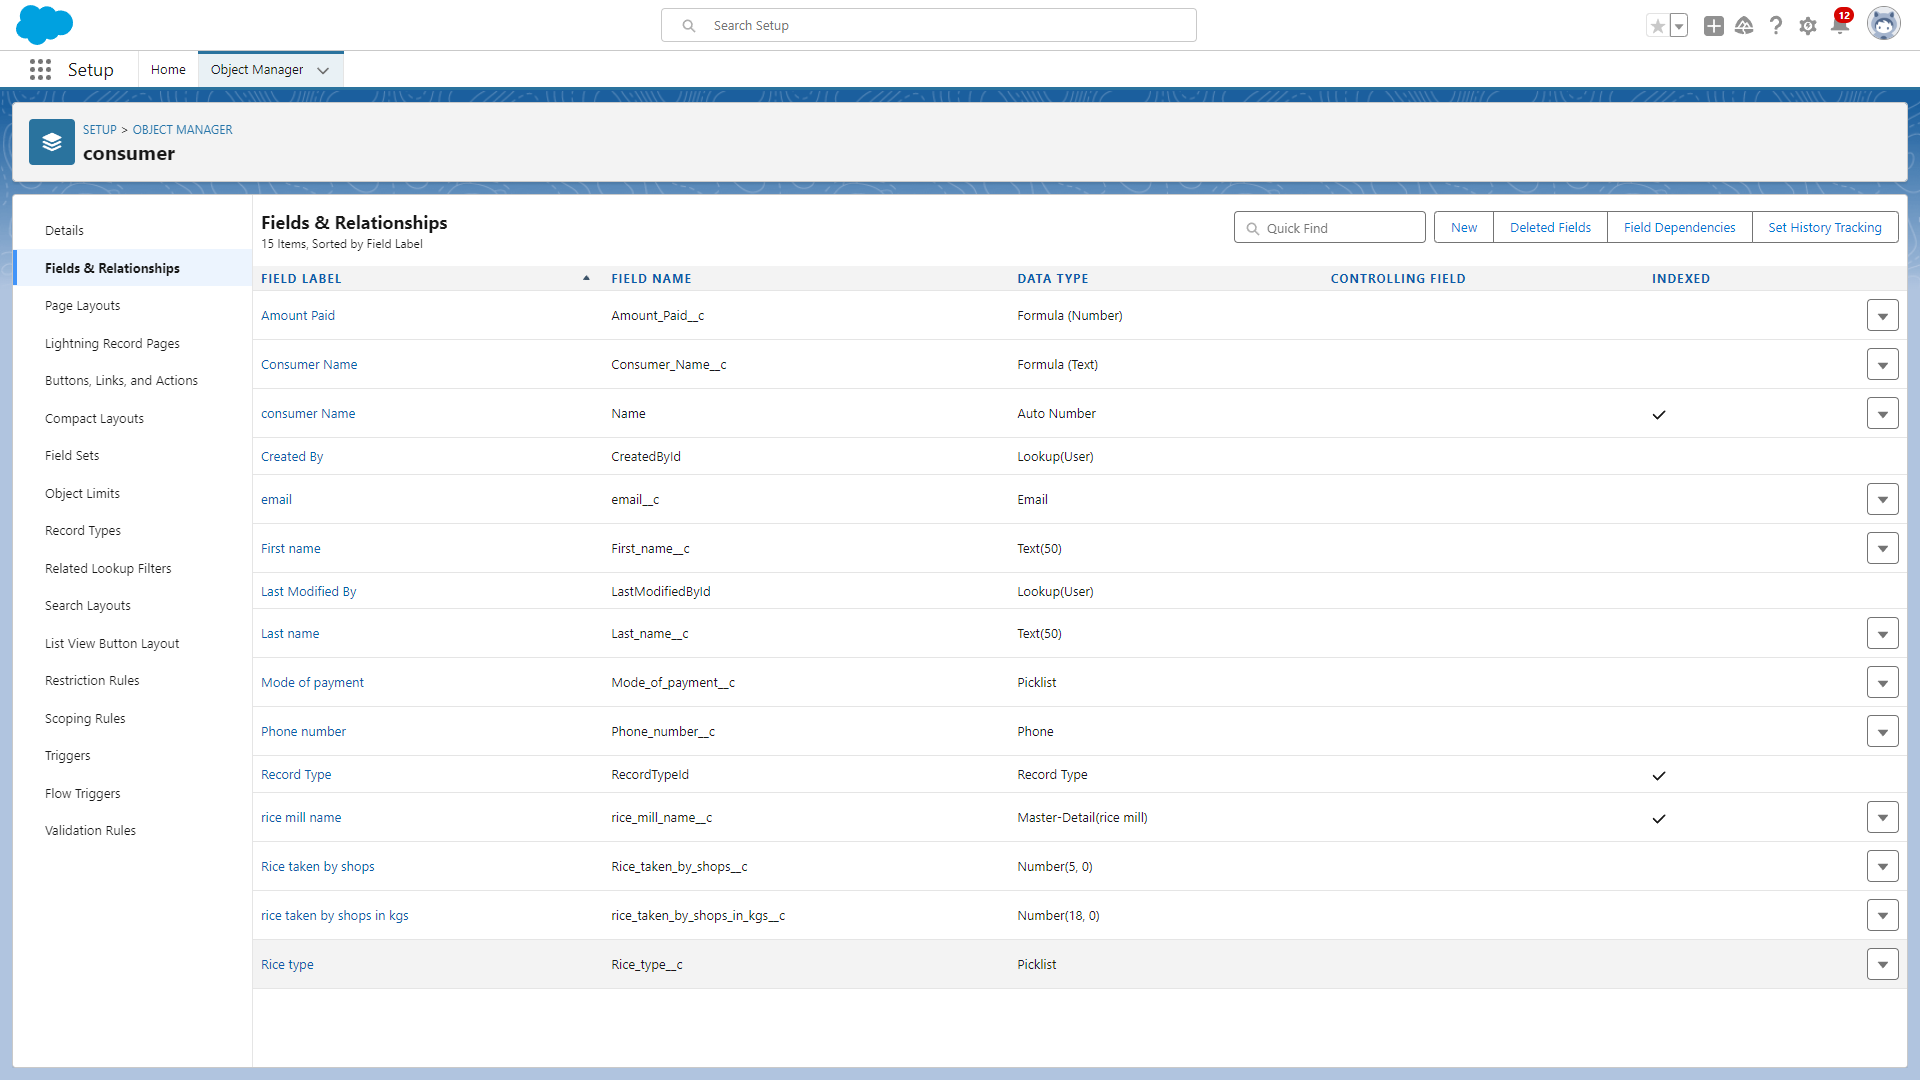 Search Setup
12
Setup
Home
Object Manager
SETUP > OBJECT MANAGER
consumer
Details
Fields & Relationships
Page Layouts
Lightning Record Pages
Buttons, Links, and Actions
Compact Layouts
Field Sets
Object Limits
Record Types
Related Lookup Filters
Search Layouts
List View Button Layout
Restriction Rules
Scoping Rules
Triggers
Flow Triggers
Validation Rules
Fields & Relationships
15 Items, Sorted by Field Label
Quick Find
New
Deleted Fields
Field Dependencies
Set History Tracking
FIELD LABEL FIELD NAME DATA TYPE CONTROLLING FIELD INDEXED
Amount Paid Amount_Paid__c Formula (Number)
Consumer Name Consumer_Name__c Formula (Text)
consumer Name Name Auto Number
Created By CreatedById Lookup(User)
email email__c Email
First name First_name__c Text(50)
Last Modified By LastModifiedById Lookup(User)
Last name Last_name__c Text(50)
Mode of payment Mode_of_payment__c Picklist
Phone number Phone_number__c Phone
Record Type RecordTypeId Record Type
rice mill name rice_mill_name__c Master-Detail(rice mill)
Rice taken by shops Rice_taken_by_shops__c Number(5, 0)
rice taken by shops in kgs rice_taken_by_shops_in_kgs__c Number(18, 0)
Rice type Rice_type__c Picklist